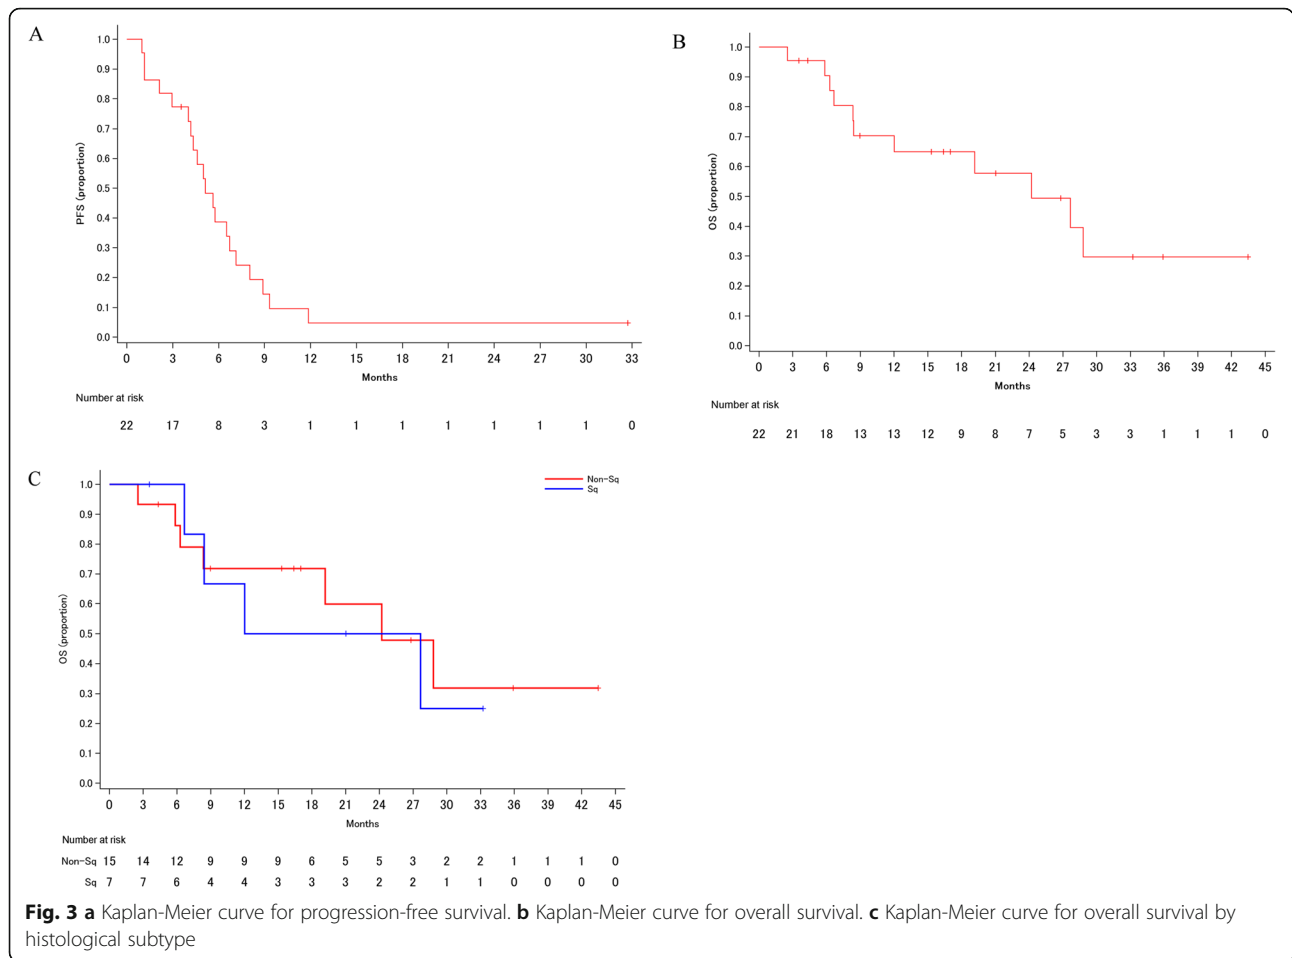 A
1.0
0.9
0.8
0.7
0.6
0.5
0.4
0.3
0.2
0.1
0.0
PFS (proportion)
0 3 6 9 12 15 18 21 24 27 30 33
Months
Number at risk
22 17 8 3 1 1 1 1 1 1 1 0
B
1.0
0.9
0.8
0.7
0.6
0.5
0.4
0.3
0.2
0.1
0.0
OS (proportion)
0 3 6 9 12 15 18 21 24 27 30 33 36 39 42 45
Months
Number at risk
22 21 18 13 13 12 9 8 7 5 3 3 1 1 1 0
C
Non-Sq
Sq
1.0
0.9
0.8
0.7
0.6
0.5
0.4
0.3
0.2
0.1
0.0
OS (proportion)
0 3 6 9 12 15 18 21 24 27 30 33 36 39 42 45
Months
Number at risk
Non-Sq 15 14 12 9 9 9 6 5 5 3 2 2 1 1 1 0
Sq 7 7 6 4 4 3 3 3 2 2 1 1 0 0 0 0
Fig. 3 a Kaplan-Meier curve for progression-free survival. b Kaplan-Meier curve for overall survival. c Kaplan-Meier curve for overall survival by
histological subtype